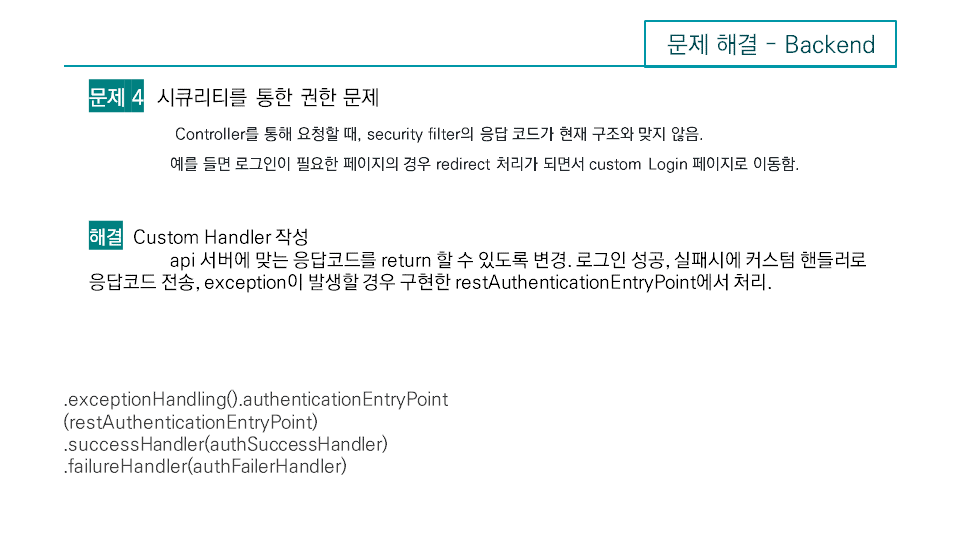 문제 해결 - Backend
문제 4 시큐리티를 통한 권한 문제
Controller를 통해 요청할 때, security filter의 응답 코드가 현재 구조와 맞지 않음.
예를 들면 로그인이 필요한 페이지의 경우 redirect 처리가 되면서 custom Login 페이지로 이동함.
해결 Custom Handler 작성
api 서버에 맞는 응답코드를 return 할 수 있도록 변경. 로그인 성공, 실패시에 커스텀 핸들러로
응답코드 전송, exception이 발생할 경우 구현한 restAuthenticationEntryPoint에서 처리.
.exceptionHandling().authenticationEntryPoint
(restAuthenticationEntryPoint)
.successHandler(authSuccessHandler)
.failureHandler(authFailerHandler)